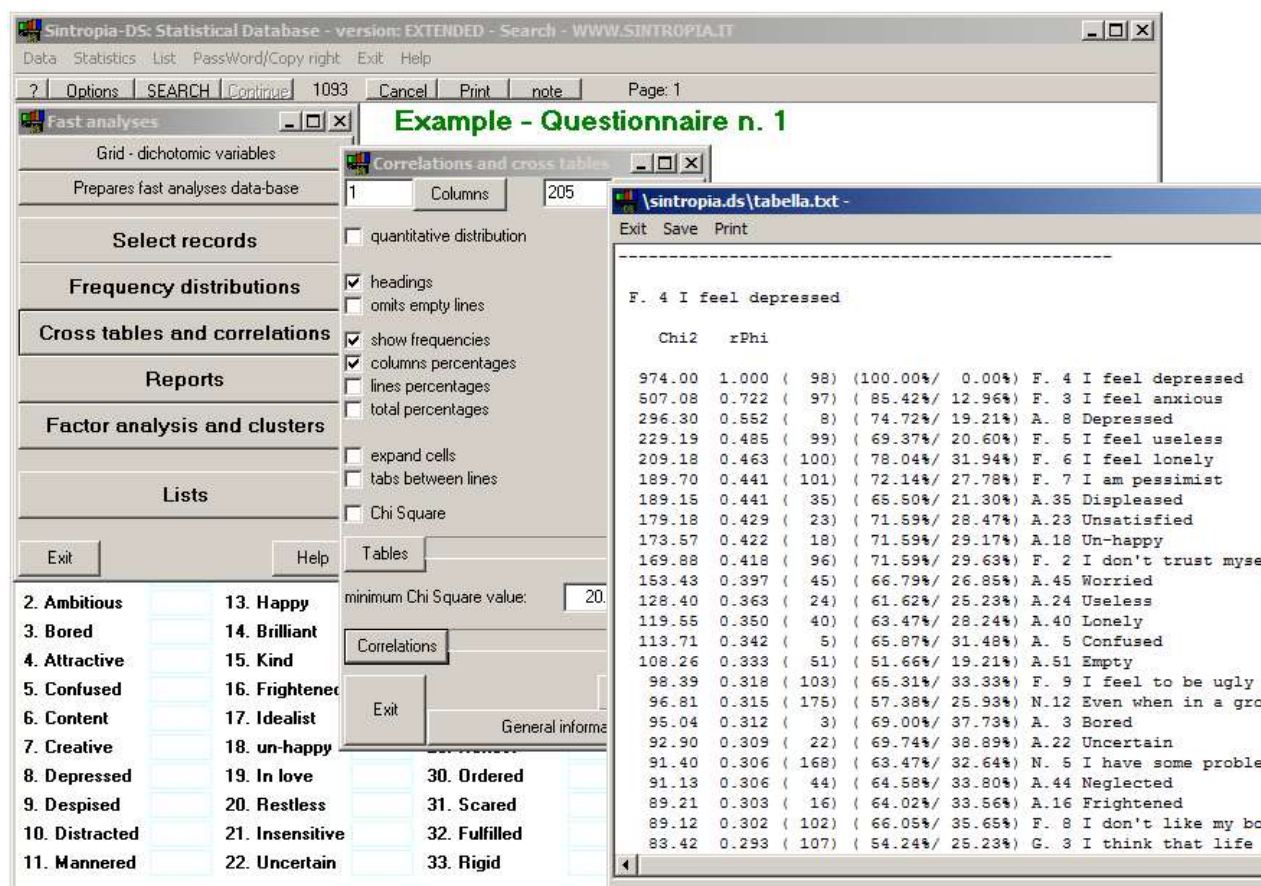 Sintropia-DS: Statistical Database - version: EXTENDED - Search - WWW.SINTROPIA.IT
Data Statistics List PassWord/Copy right Exit Help
? Options SEARCH Continue 1093 Cancel Print note Page: 1
Example - Questionnaire n. 1
Fast analyses
Grid - dichotomic variables
Prepares fast analyses data-base
Select records
Frequency distributions
Cross tables and correlations
Reports
Factor analysis and clusters
Lists
Exit Help
Correlations and cross tables
1 Columns 205
quantitative distribution
headings
omits empty lines
show frequencies
columns percentages
lines percentages
total percentages
expand cells
tabs between lines
Chi Square
Tables
minimum Chi Square value: 20.
Correlations
Exit
General informa
\sintropia.ds\tabella.txt -
Exit Save Print
-------------------------------------------------
F. 4 I feel depressed
Chi2 rPhi
974.00 1.000 ( 98) (100.00%/ 0.00%) F. 4 I feel depressed
507.08 0.722 ( 97) ( 85.42%/ 12.96%) F. 3 I feel anxious
296.30 0.552 ( 8) ( 74.72%/ 19.21%) A. 8 Depressed
229.19 0.485 ( 99) ( 69.37%/ 20.60%) F. 5 I feel useless
209.18 0.463 ( 100) ( 78.04%/ 31.94%) F. 6 I feel lonely
189.70 0.441 ( 101) ( 72.14%/ 27.78%) F. 7 I am pessimist
189.15 0.441 ( 35) ( 65.50%/ 21.30%) A.35 Displeased
179.18 0.429 ( 23) ( 71.59%/ 28.47%) A.23 Unsatisfied
173.57 0.422 ( 18) ( 71.59%/ 29.17%) A.18 Un-happy
169.88 0.418 ( 96) ( 71.59%/ 29.63%) F. 2 I don't trust myse
153.43 0.397 ( 45) ( 66.79%/ 26.85%) A.45 Worried
128.40 0.363 ( 24) ( 61.62%/ 25.23%) A.24 Useless
119.55 0.350 ( 40) ( 63.47%/ 28.24%) A.40 Lonely
113.71 0.342 ( 5) ( 65.87%/ 31.48%) A. 5 Confused
108.26 0.333 ( 51) ( 51.66%/ 19.21%) A.51 Empty
98.39 0.318 ( 103) ( 65.31%/ 33.33%) F. 9 I feel to be ugly
96.81 0.315 ( 175) ( 57.38%/ 25.93%) N.12 Even when in a gro
95.04 0.312 ( 3) ( 69.00%/ 37.73%) A. 3 Bored
92.90 0.309 ( 22) ( 69.74%/ 38.89%) A.22 Uncertain
91.40 0.306 ( 168) ( 63.47%/ 32.64%) N. 5 I have some proble
91.13 0.306 ( 44) ( 64.58%/ 33.80%) A.44 Neglected
89.21 0.303 ( 16) ( 64.02%/ 33.56%) A.16 Frightened
89.12 0.302 ( 102) ( 66.05%/ 35.65%) F. 8 I don't like my bo
83.42 0.293 ( 107) ( 54.24%/ 25.23%) G. 3 I think that life
2. Ambitious 13. Happy
3. Bored 14. Brilliant
4. Attractive 15. Kind
5. Confused 16. Frightened
6. Content 17. Idealist
7. Creative 18. un-happy
8. Depressed 19. In love 30. Ordered
9. Despised 20. Restless 31. Scared
10. Distracted 21. Insensitive 32. Fulfilled
11. Mannered 22. Uncertain 33. Rigid